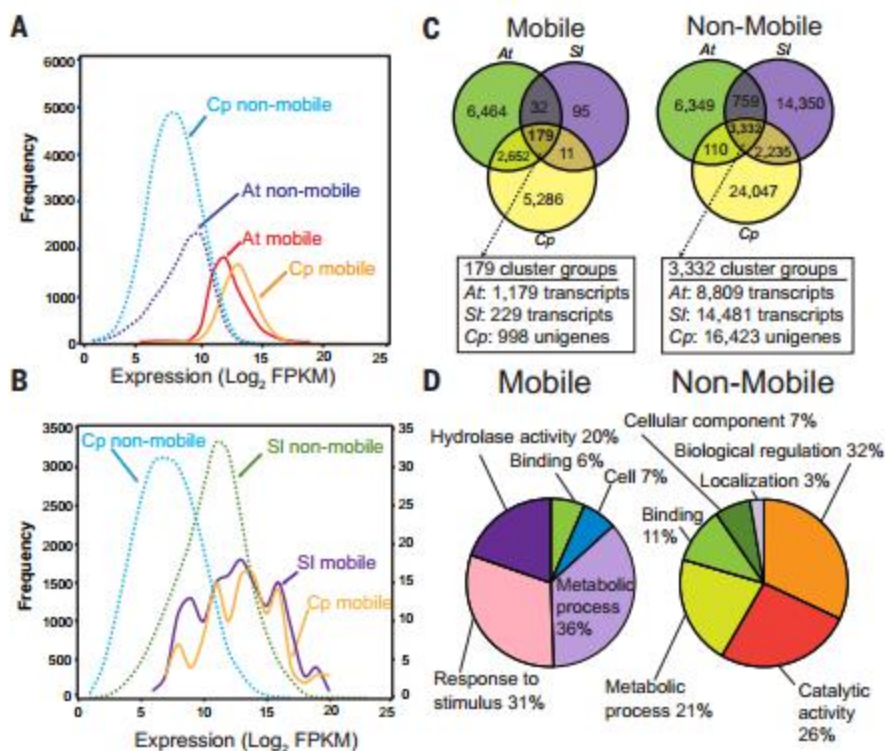 A
6000
5000
4000
3000
2000
1000
0
Frequency
Cp non-mobile
At non-mobile
At mobile
Cp mobile
0 5 10 15 20 25
Expression (Log2 FPKM)
B
3500
3000
2500
2000
1500
1000
500
0
Frequency
Cp non-mobile
Sl non-mobile
Sl mobile
Cp mobile
35
30
25
20
15
10
5
0
0 5 10 15 20 25
Expression (Log2 FPKM)
C
Mobile
At Sl
6,464 32 95
179
2,652 11
5,286
Cp
179 cluster groups
At: 1,179 transcripts
Sl: 229 transcripts
Cp: 998 unigenes
Non-Mobile
At Sl
6,349 759 14,350
3,332
110 2,235
24,047
Cp
3,332 cluster groups
At: 8,809 transcripts
Sl: 14,481 transcripts
Cp: 16,423 unigenes
D
Mobile
Hydrolase activity 20%
Binding 6%
Cell 7%
Metabolic
process
36%
Response to
stimulus 31%
Non-Mobile
Cellular component 7%
Biological regulation 32%
Localization 3%
Binding
11%
Metabolic
process 21%
Catalytic
activity
26%